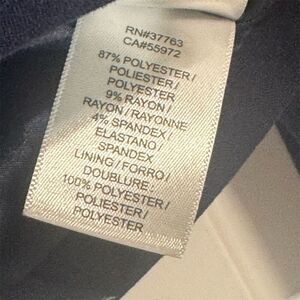 RN#37763
CA#55972
87% POLYESTER/
POLIESTER/
POLYESTER
9% RAYON/
RAYON/RAYONNE
4% SPANDEX/
ELASTANO/
SPANDEX
LINING/FORRO/
DOUBLURE:
100% POLYESTER/
POLIESTER/
POLYESTER